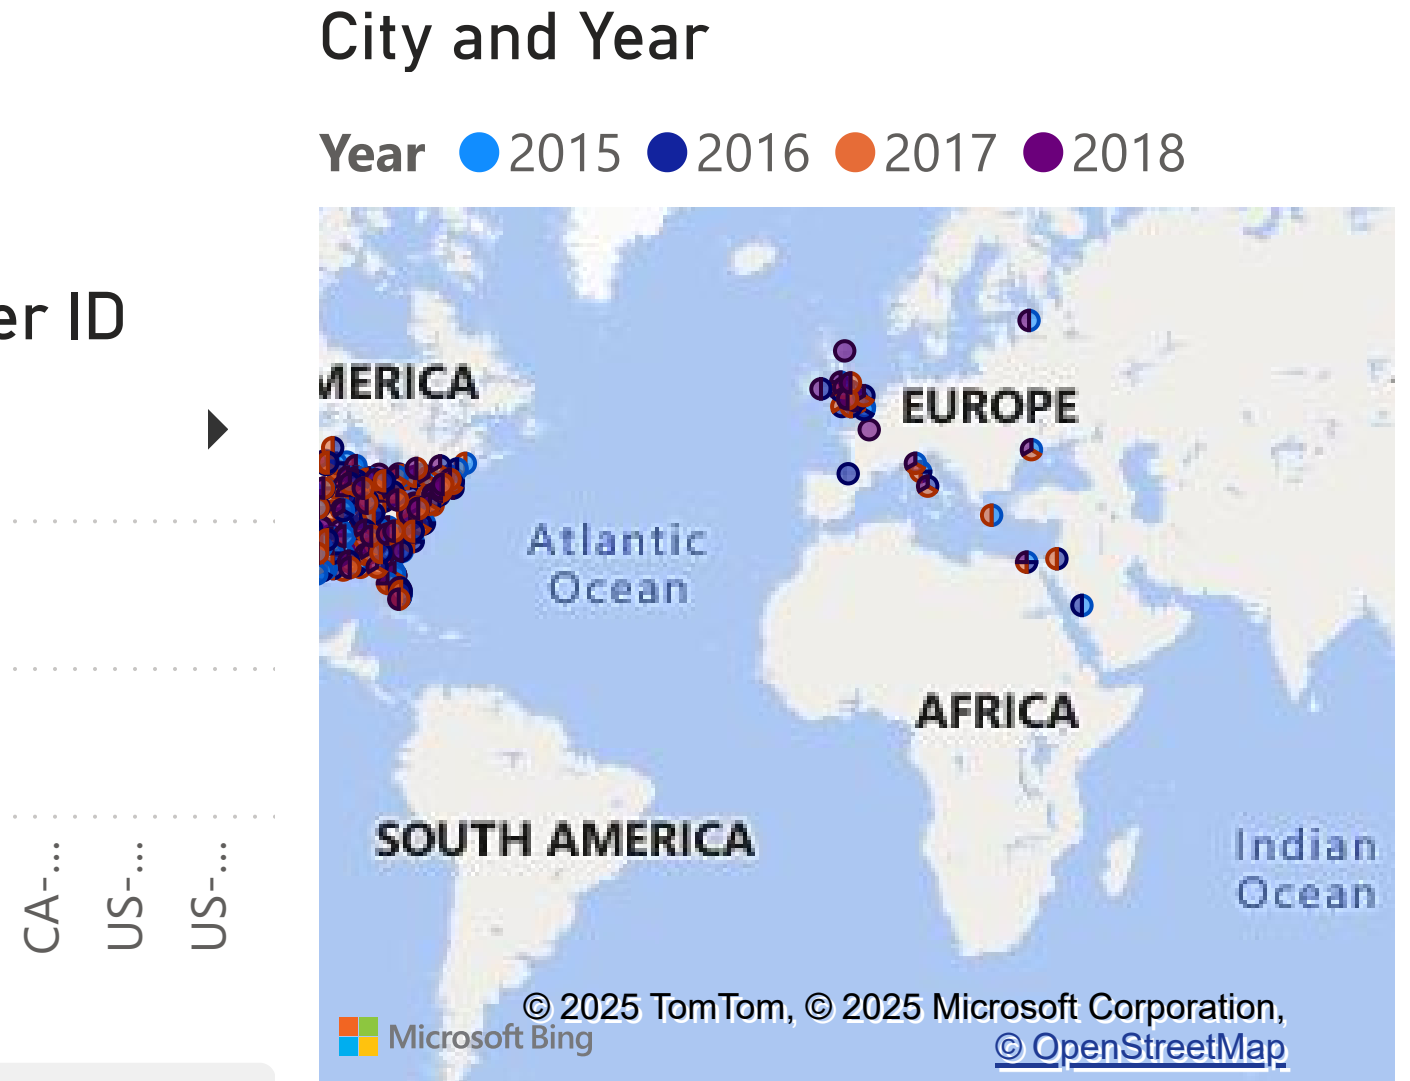 City and Year
Year 2015 2016 2017 2018
er ID
MERICA
EUROPE
Atlantic
Ocean
AFRICA
SOUTH AMERICA
Indian
Ocean
CA-...
US-...
US-...
© 2025 TomTom, © 2025 Microsoft Corporation,
Microsoft Bing
© OpenStreetMap